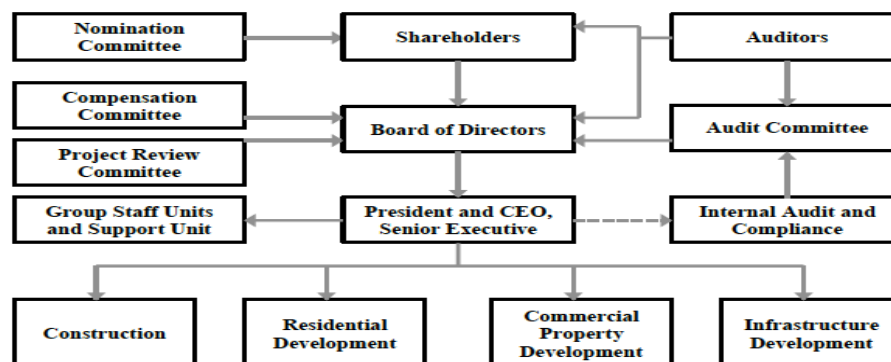 Nomination
Committee
Shareholders
Auditors
Compensation
Committee
Board of Directors
Audit Committee
Project Review
Committee
Group Staff Units
and Support Unit
President and CEO,
Senior Executive
Internal Audit and
Compliance
Construction
Residential
Development
Commercial
Property
Development
Infrastructure
Development